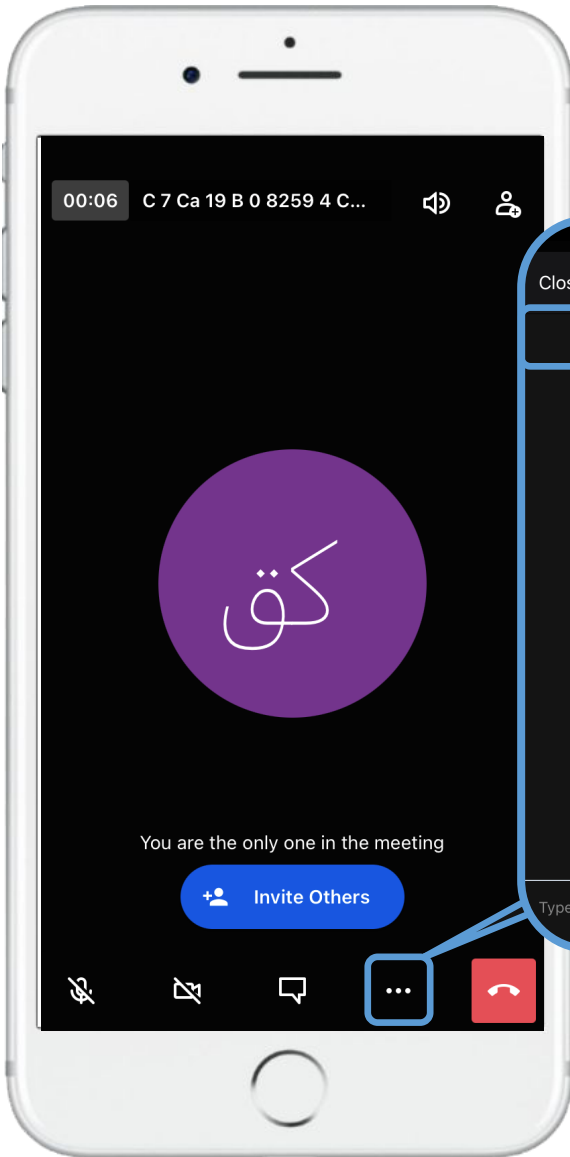 00:06 C 7 Ca 19 B 0 8259 4 C...
Clos
كق
You are the only one in the meeting
Invite Others
Type